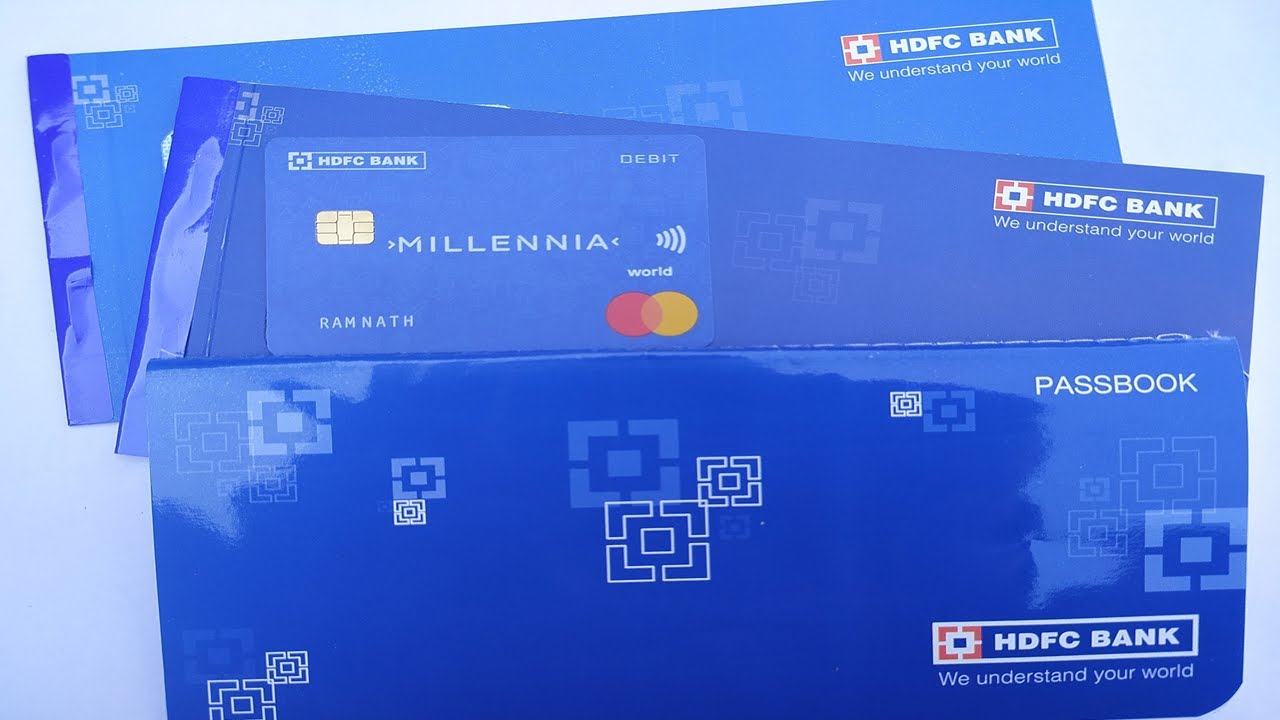 HDFC BANK
We understand your world
HDFC BANK
We understand your world
HDFC BANK
DEBIT
›MILLENNIA‹
world
RAMNATH
PASSBOOK
HDFC BANK
We understand your world